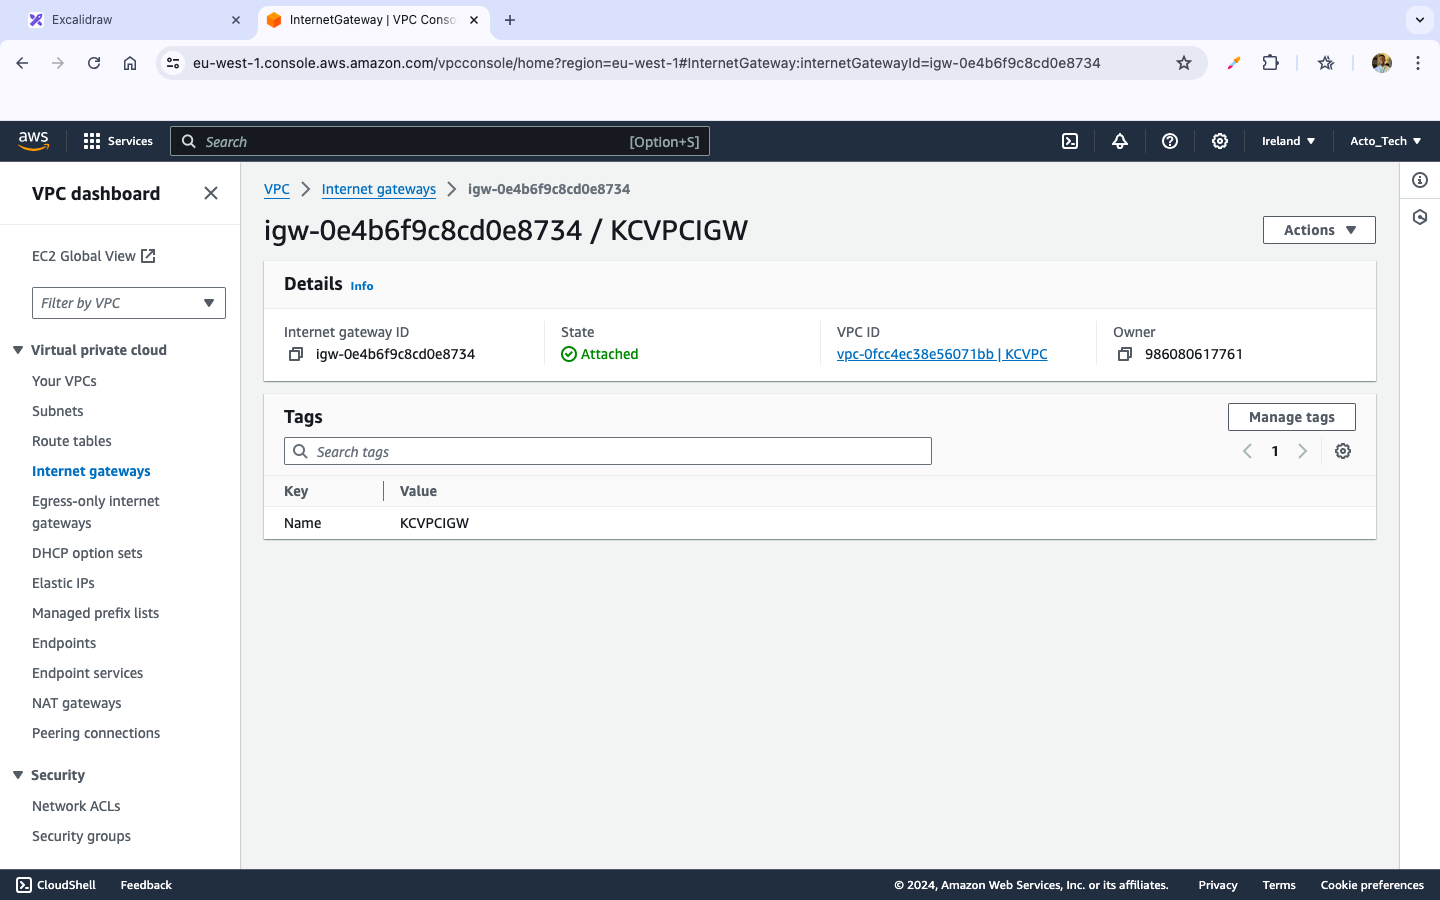 Excalidraw
InternetGateway | VPC Conso
eu-west-1.console.aws.amazon.com/vpcconsole/home?region=eu-west-1#InternetGateway:internetGatewayId=igw-0e4b6f9c8cd0e8734
aws
Services
Search
[Option+S]
Ireland
Acto_Tech
VPC dashboard
EC2 Global View
Filter by VPC
Virtual private cloud
Your VPCs
Subnets
Route tables
Internet gateways
Egress-only internet
gateways
DHCP option sets
Elastic IPs
Managed prefix lists
Endpoints
Endpoint services
NAT gateways
Peering connections
Security
Network ACLs
Security groups
VPC
Internet gateways
igw-0e4b6f9c8cd0e8734
igw-0e4b6f9c8cd0e8734 / KCVPCIGW
Actions
Details Info
Internet gateway ID
igw-0e4b6f9c8cd0e8734
State
Attached
VPC ID
vpc-0fcc4ec38e56071bb | KCVPC
Owner
986080617761
Tags
Manage tags
Search tags
1
Key
Value
Name
KCVPCIGW
CloudShell
Feedback
© 2024, Amazon Web Services, Inc. or its affiliates.
Privacy
Terms
Cookie preferences